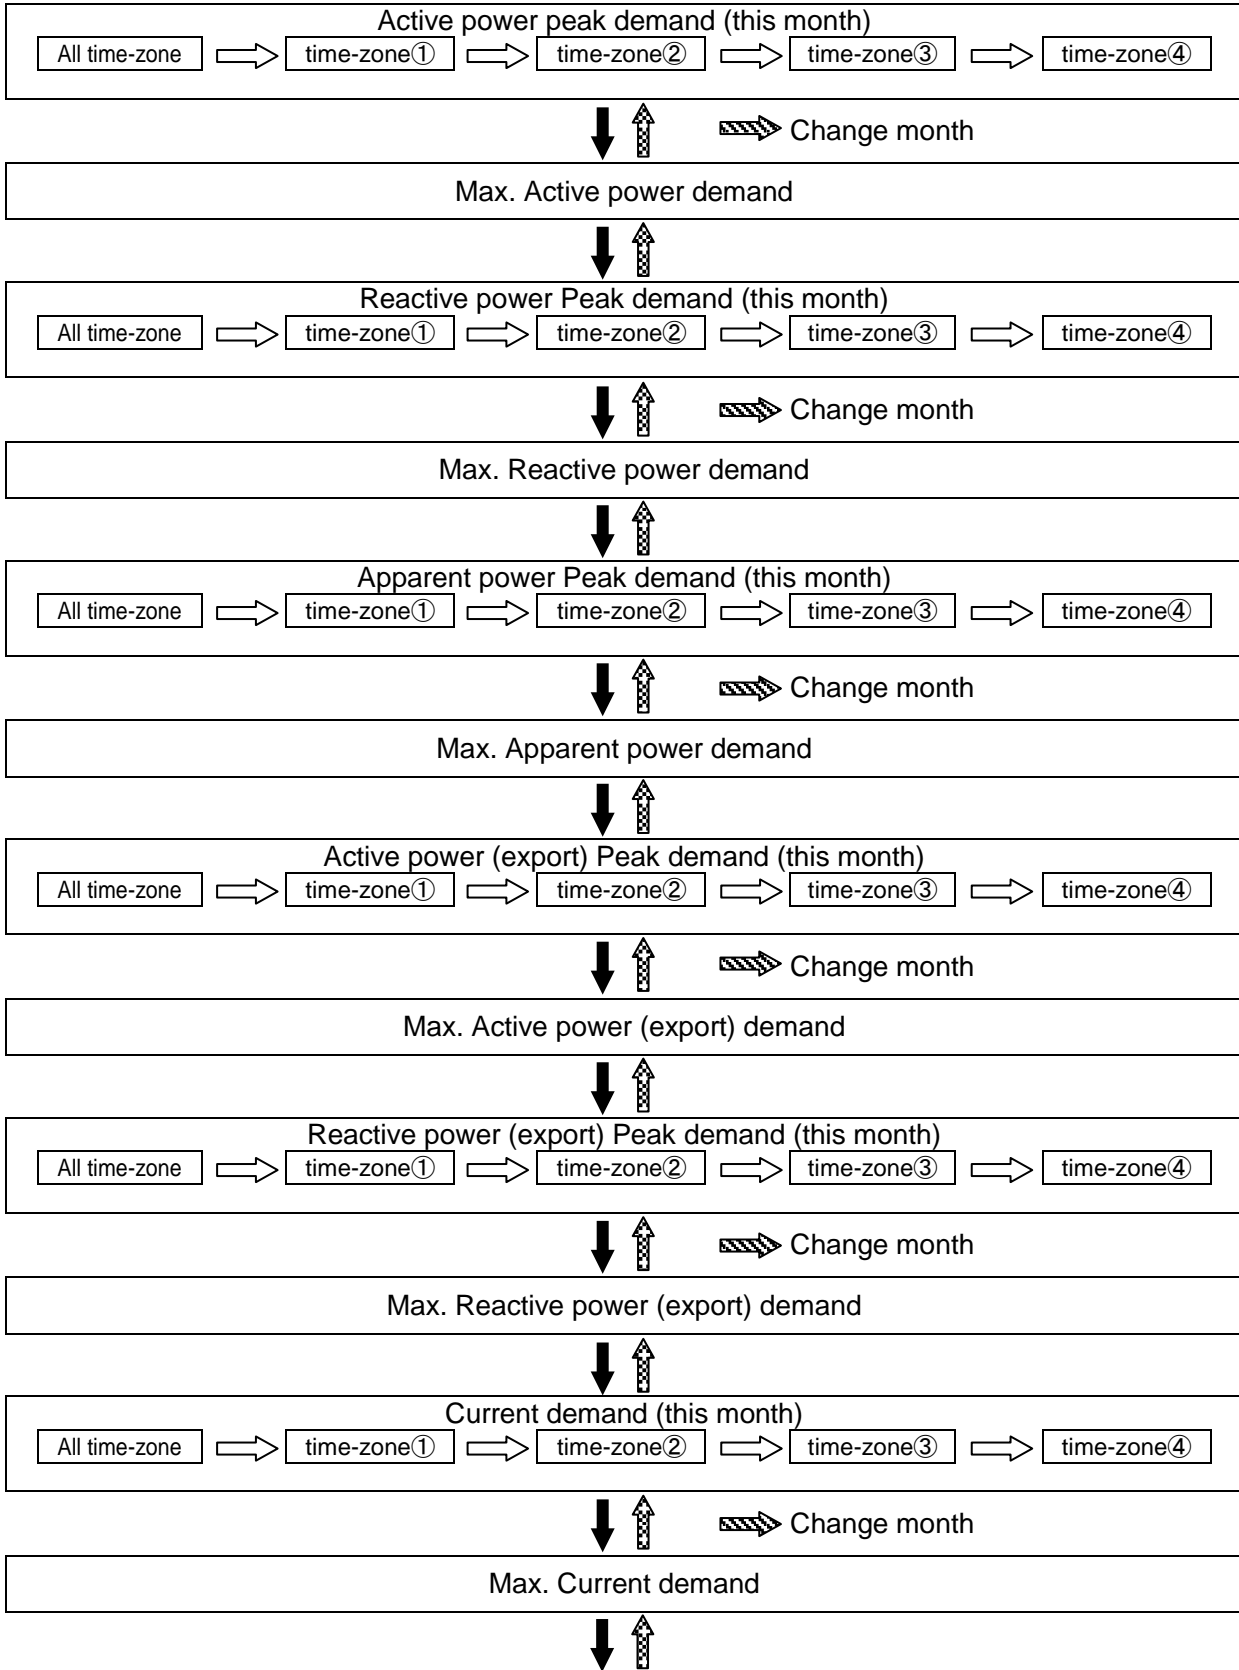 Active power peak demand (this month)
All time-zone time-zone① time-zone② time-zone③ time-zone④
Change month
Max. Active power demand
Reactive power Peak demand (this month)
All time-zone time-zone① time-zone② time-zone③ time-zone④
Change month
Max. Reactive power demand
Apparent power Peak demand (this month)
All time-zone time-zone① time-zone② time-zone③ time-zone④
Change month
Max. Apparent power demand
Active power (export) Peak demand (this month)
All time-zone time-zone① time-zone② time-zone③ time-zone④
Change month
Max. Active power (export) demand
Reactive power (export) Peak demand (this month)
All time-zone time-zone① time-zone② time-zone③ time-zone④
Change month
Max. Reactive power (export) demand
Current demand (this month)
All time-zone time-zone① time-zone② time-zone③ time-zone④
Change month
Max. Current demand